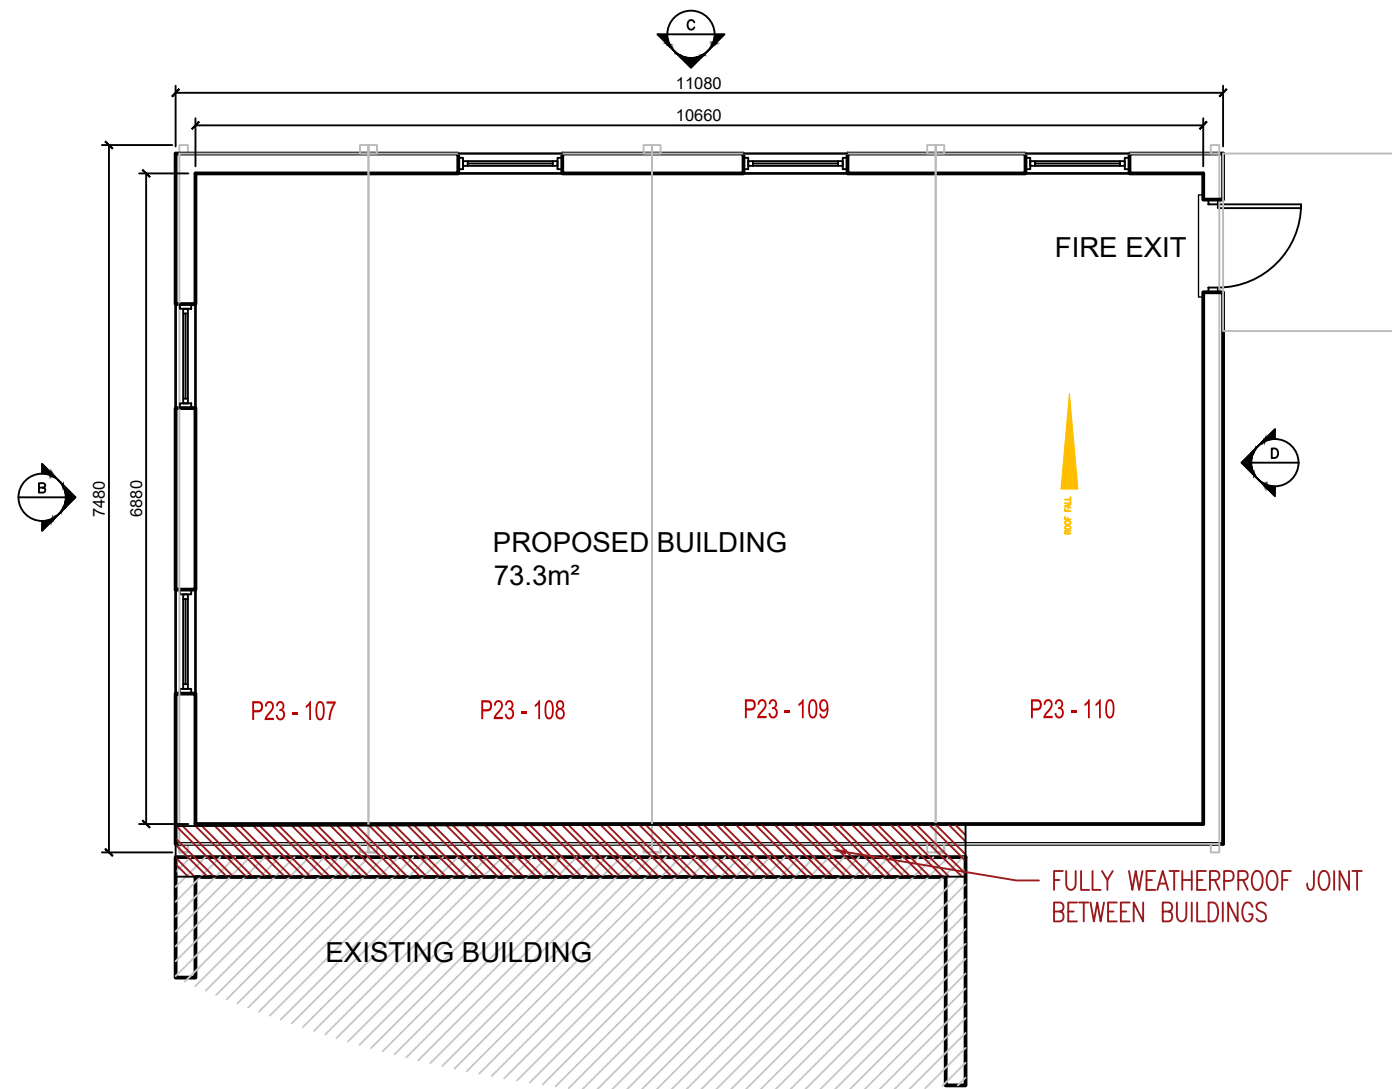 C
11080
10660
FIRE EXIT
B
7480
6880
D
ROOF FALL
PROPOSED BUILDING
73.3m²
P23 - 107
P23 - 108
P23 - 109
P23 - 110
FULLY WEATHERPROOF JOINT
BETWEEN BUILDINGS
EXISTING BUILDING